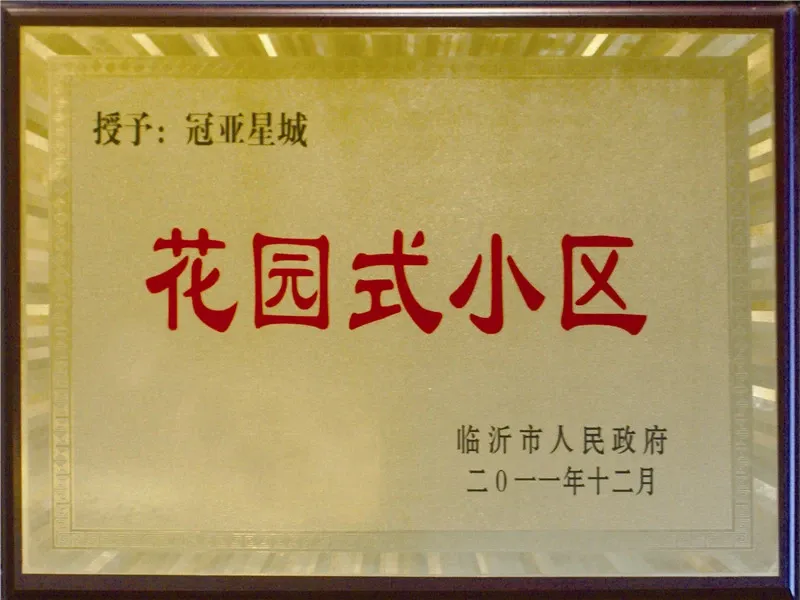 授予：冠亚星城
花园式小区
临沂市人民政府
二0一一年十二月